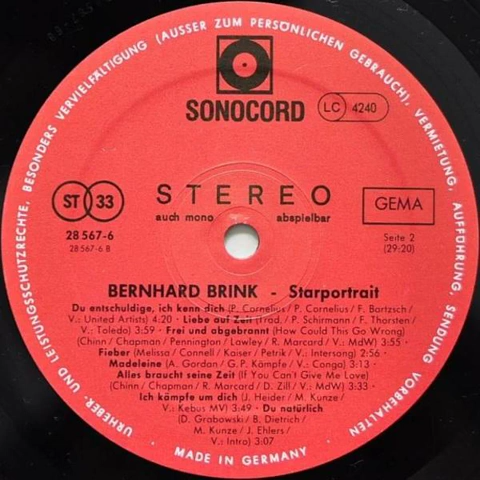 URHEBER- UND LEISTUNGSSCHUTZRECHTE, BESONDERS VERVIELFÄLTIGUNG (AUSSER ZUM PERSÖNLICHEN GEBRAUCH), VERMIETUNG, AUFFÜHRUNG, SENDUNG VORBEHALTEN
SONOCORD
LC 4240
ST 33
STEREO
GEMA
auch mono abspielbar
28 567-6
28 567-6 B
Seite 2
(29:20)
BERNHARD BRINK - Starportrait
Du entschuldige, ich kenn dich (P. Cornelius / P. Cornelius / F. Bartzsch /
V.: United Artists) 4:20 - Liebe auf Zeit (Trad. / P. Schirmann / F. Thorsten /
V.: Toledo) 3:59 - Frei und abgebrannt (How Could This Go Wrong)
(Chinn / Chapman / Pennington / Lawley / R. Marcard / V.: MdW) 3:55 -
Fieber (Melissa / Connell / Kaiser / Petrik / V.: Intersong) 2:56 -
Madeleine (A. Gordon / G. P. Kämpfe / V.: Congo) 3:13 -
Alles braucht seine Zeit (If You Can't Give Me Love)
(Chinn / Chapman / R. Marcard / D. Zill / V.: MdW) 3:33 -
Ich kämpfe um dich (J. Heider / M. Kunze /
V.: Kebus MV) 3:49 - Du natürlich
(D. Grabowski / B. Dietrich /
M. Kunze / J. Ehlers /
V.: Intro) 3:07
• MADE IN GERMANY •